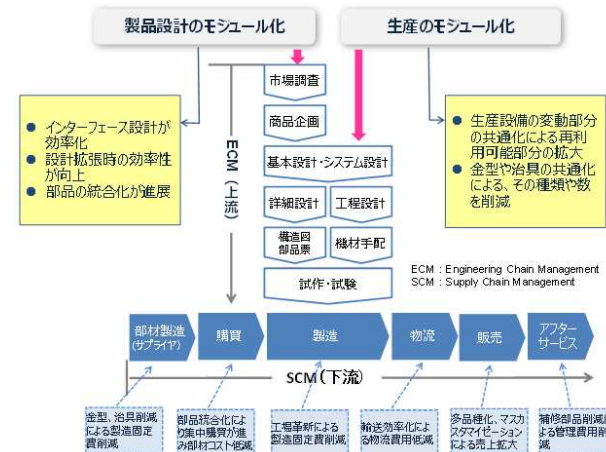 製品設計のモジュール化
生産のモジュール化
● インターフェース設計が
効率化
● 設計拡張時の効率性
が向上
● 部品の統合化が進展
ECM(上流)
市場調査
商品企画
基本設計・システム設計
詳細設計
工程設計
構造図
部品票
機材手配
試作・試験
● 生産設備の変動部分
の共通化による再利
用可能部分の拡大
● 金型や治具の共通化
による、その種類や数
を削減
ECM : Engineering Chain Management
SCM : Supply Chain Management
部材製造
(サプライヤ)
購買
製造
物流
販売
アフター
サービス
SCM(下流)
金型、治具削減
による製造固定
費削減
部品統合化によ
り集中購買が進
み部材コスト低減
工場革新による
製造固定費削減
輸送効率化によ
る物流費用低減
多品種化、マスカ
スタマイゼーション
による売上拡大
補修部品削減に
よる管理費用削
減